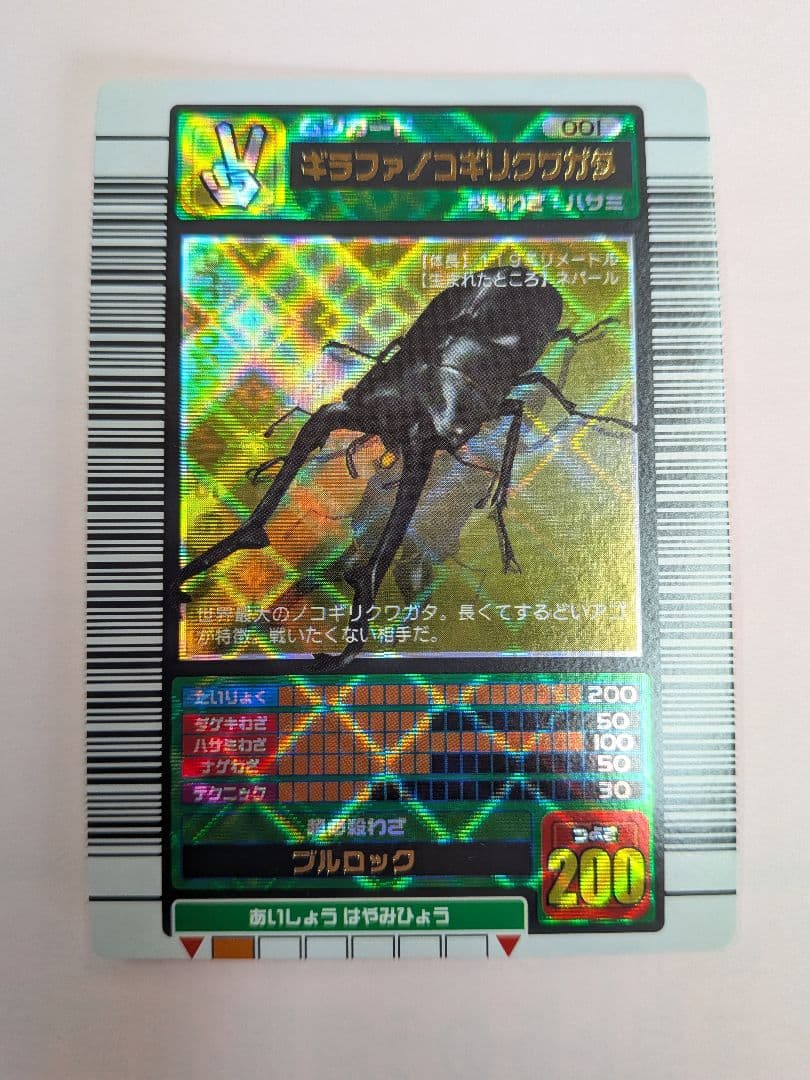 ムシカード
001
ギラファノコギリクワガタ
必殺わざ・ハサミ
【体長】119ミリメートル
【生まれたところ】ネパール
世界最大のノコギリクワガタ。長くてするどいアゴ
が特徴。戦いたくない相手だ。
たいりょく 200
ダゲキわざ 50
ハサミわざ 100
ナゲわざ 50
テクニック 30
超必殺わざ
ブルロック
つよさ
200
あいしょうはやみひょう